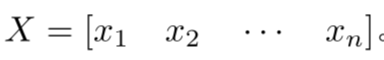 X = [x₁ x₂ ⋯ xₙ]。